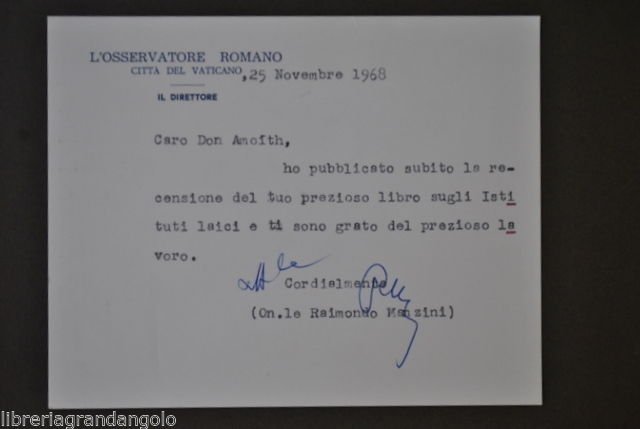 L'OSSERVATORE ROMANO
CITTÀ DEL VATICANO,25 Novembre 1968
IL DIRETTORE
Caro Don Amoith,
ho pubblicato subito la re-
censione del tuo prezioso libro sugli Isti
tuti laici e ti sono grato del prezioso la
voro.
Cordialmente
(On.le Raimondo Manzini)
libreriagrandangolo